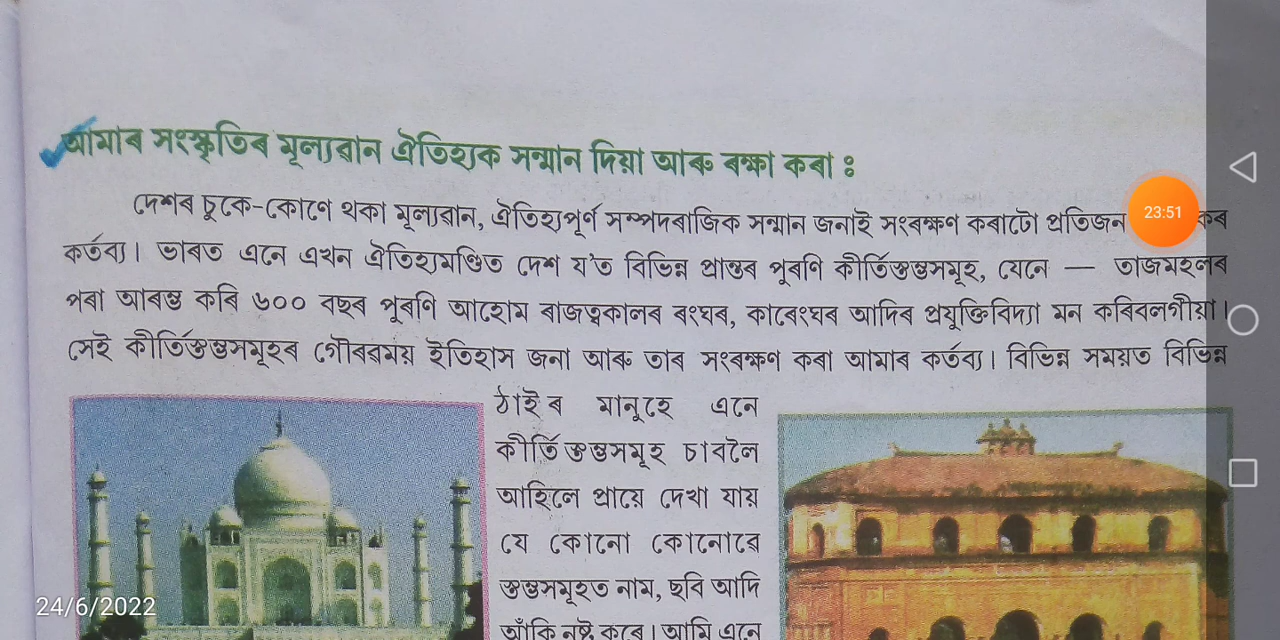 আমাৰ সংস্কৃতিৰ মূল্যৱান ঐতিহ্যক সন্মান দিয়া আৰু ৰক্ষা কৰা ঃ
দেশৰ চুকে-কোণে থকা মূল্যৱান, ঐতিহ্যপূৰ্ণ সম্পদৰাজিক সন্মান জনাই সংৰক্ষণ কৰাটো প্ৰতিজন
23:51
কৰ্তব্য। ভাৰত এনে এখন ঐতিহ্যমণ্ডিত দেশ য'ত বিভিন্ন প্ৰান্তৰ পুৰণি কীৰ্তিস্তম্ভসমূহ, যেনে — তাজমহলৰ
পৰা আৰম্ভ কৰি ৬০০ বছৰ পুৰণি আহোম ৰাজত্বকালৰ ৰংঘৰ, কাৰেংঘৰ আদিৰ প্ৰযুক্তিবিদ্যা মন কৰিবলগীয়া।
সেই কীৰ্তিস্তম্ভসমূহৰ গৌৰৱময় ইতিহাস জনা আৰু তাৰ সংৰক্ষণ কৰা আমাৰ কৰ্তব্য। বিভিন্ন সময়ত বিভিন্ন
ঠাইৰ মানুহে এনে
কীৰ্তিস্তম্ভসমূহ চাবলৈ
আহিলে প্ৰায়ে দেখা যায়
যে কোনো কোনোৱে
স্তম্ভসমূহত নাম, ছবি আদি
আঁকি নষ্ট কৰে। আমি এনে
24/6/2022